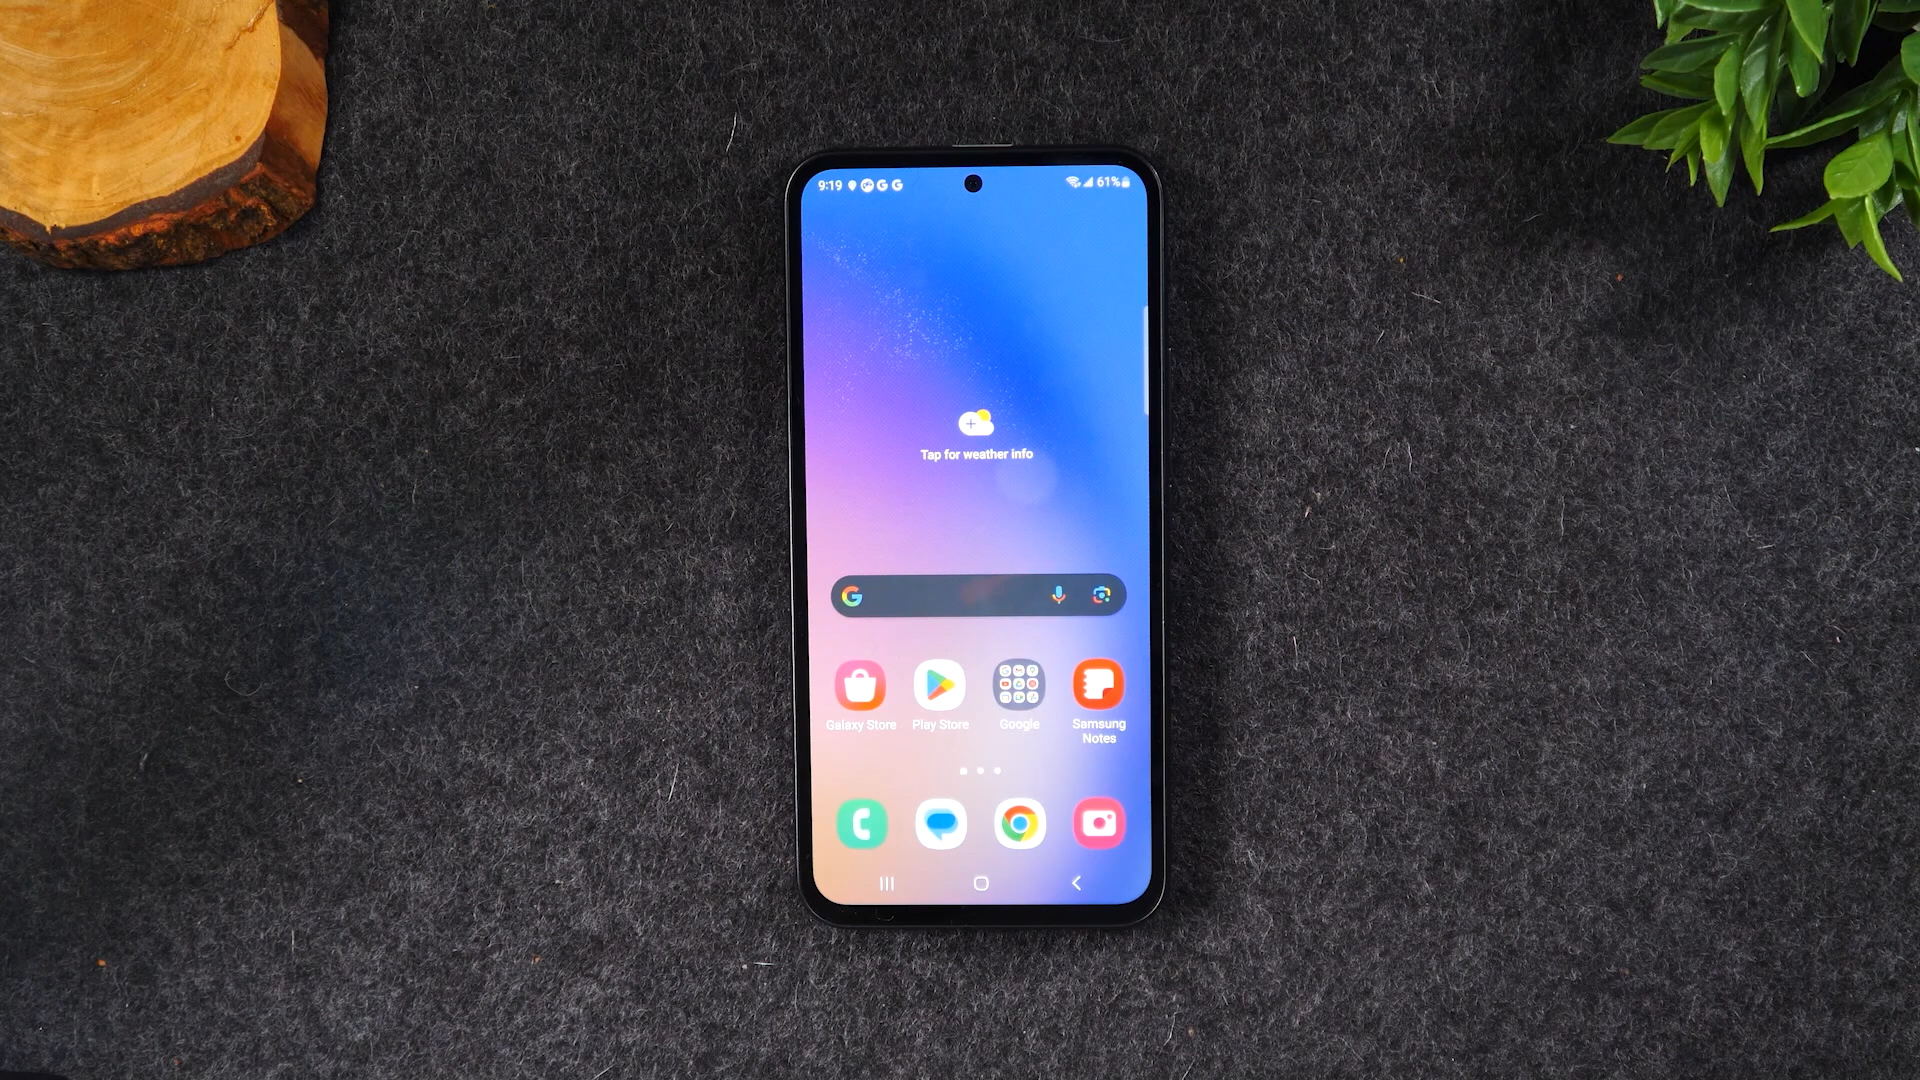 9:19
61%
Tap for weather info
Galaxy Store
Play Store
Google
Samsung
Notes